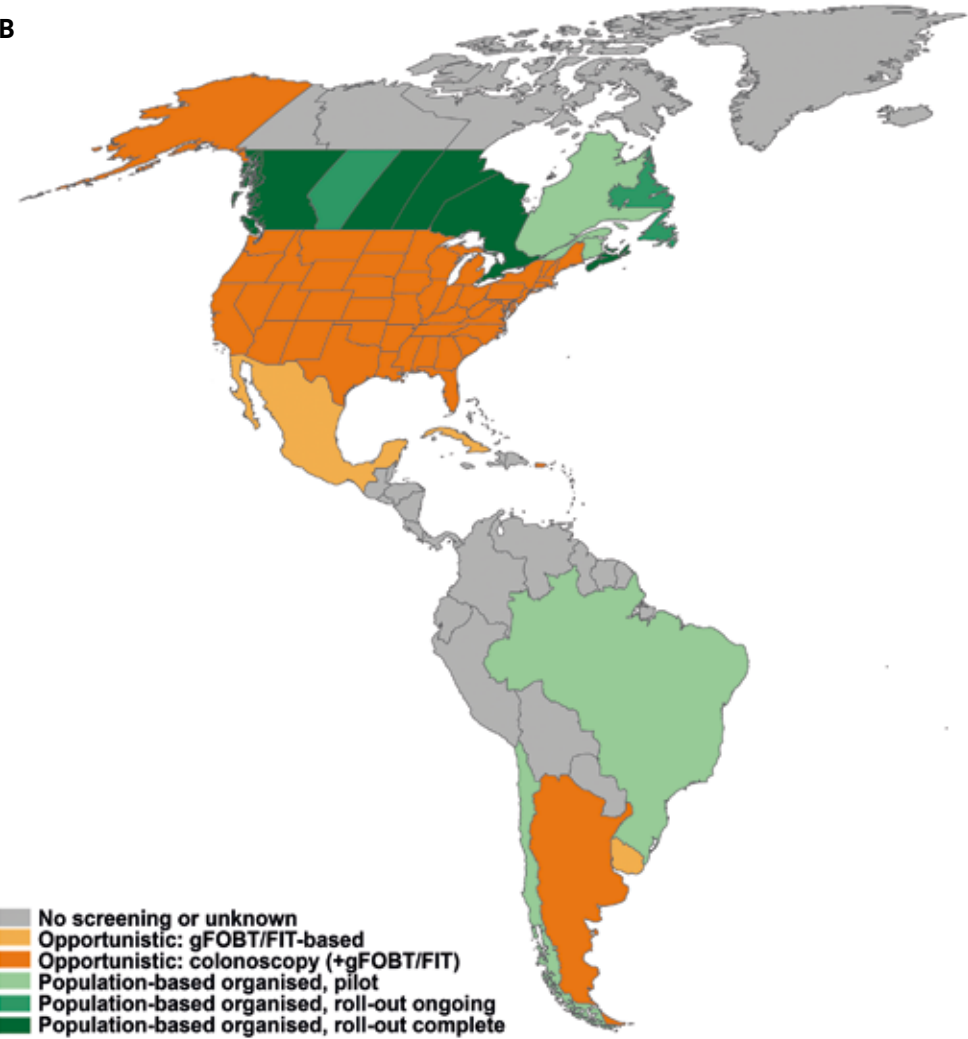 B
No screening or unknown
Opportunistic: gFOBT/FIT-based
Opportunistic: colonoscopy (+gFOBT/FIT)
Population-based organised, pilot
Population-based organised, roll-out ongoing
Population-based organised, roll-out complete